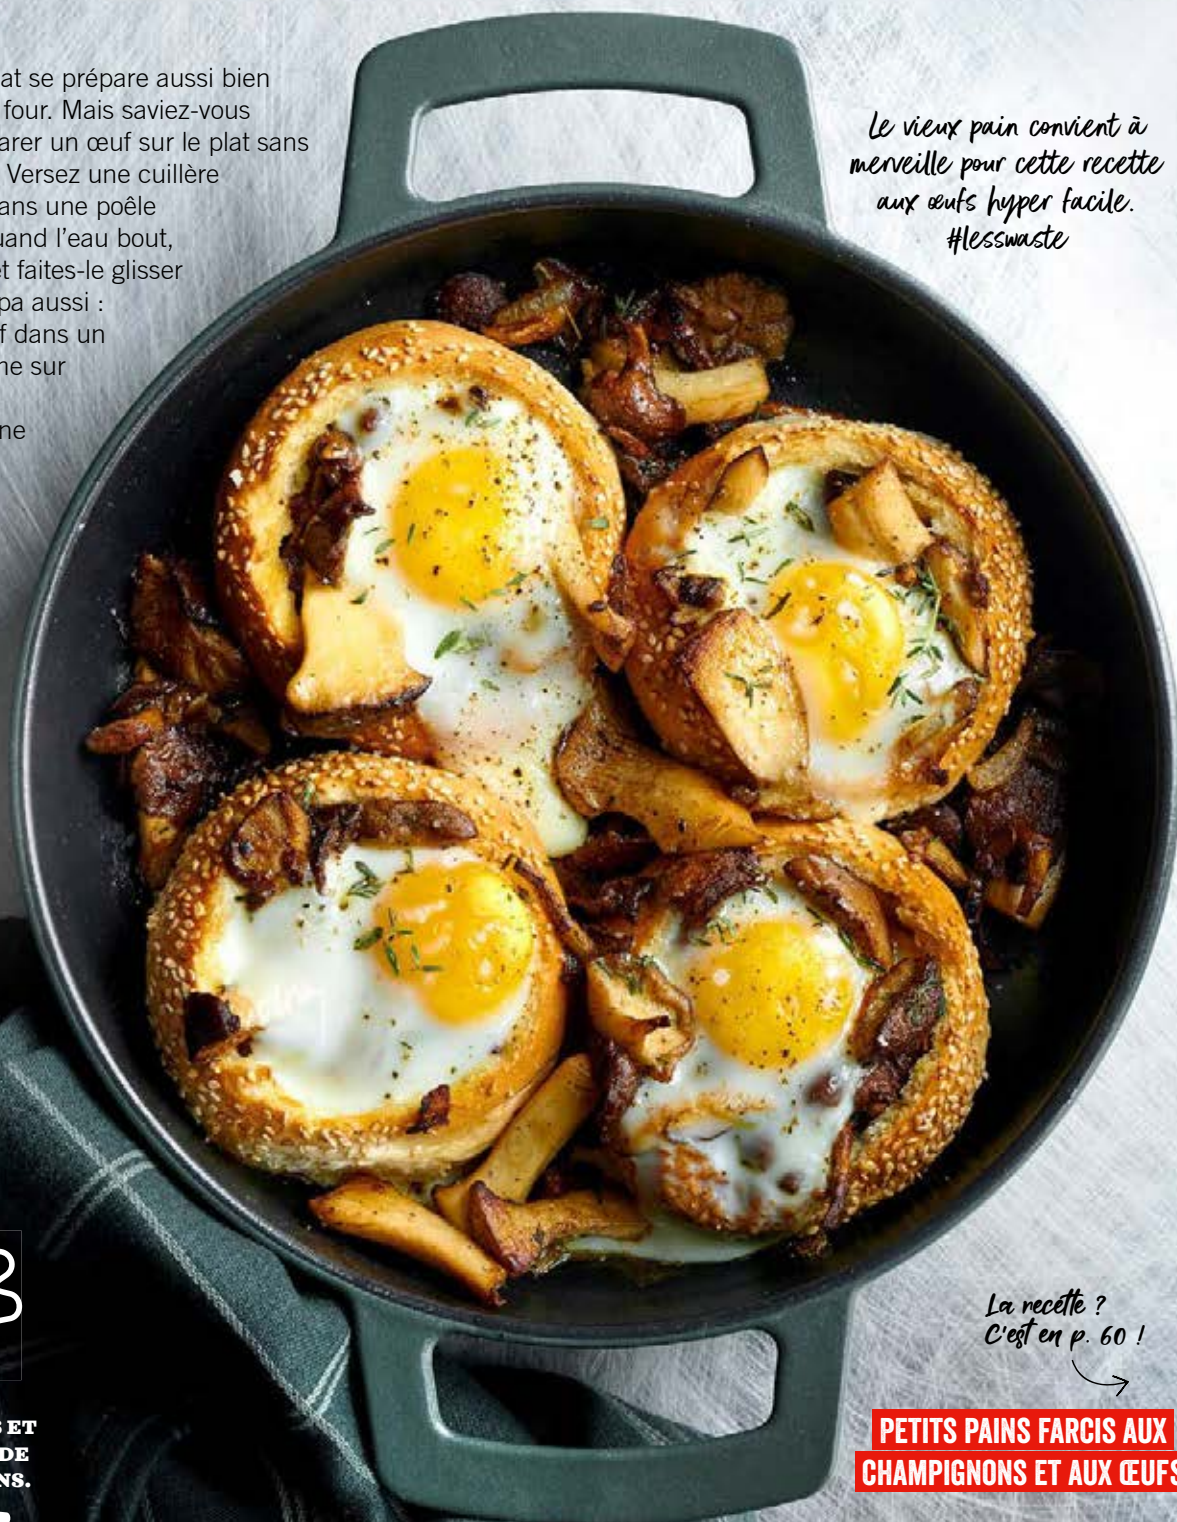 at se prépare aussi bien
four. Mais saviez-vous
arer un œuf sur le plat sans
Versez une cuillère
ans une poêle
uand l’eau bout,
et faites-le glisser
pa aussi :
f dans un
ne sur
ne
Le vieux pain convient à
merveille pour cette recette
aux œufs hyper facile.
#lesswaste
La recette ?
C'est en p. 60 !
PETITS PAINS FARCIS AUX
CHAMPIGNONS ET AUX ŒUFS
S ET
DE
NS.